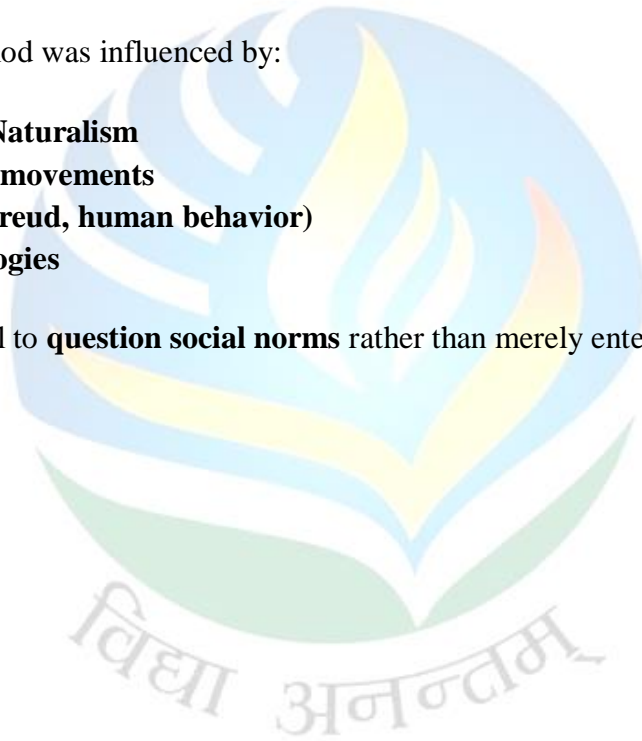 od was influenced by:
Naturalism
movements
reud, human behavior)
ogies
l to question social norms rather than merely ente
विद्या अनन्तम्